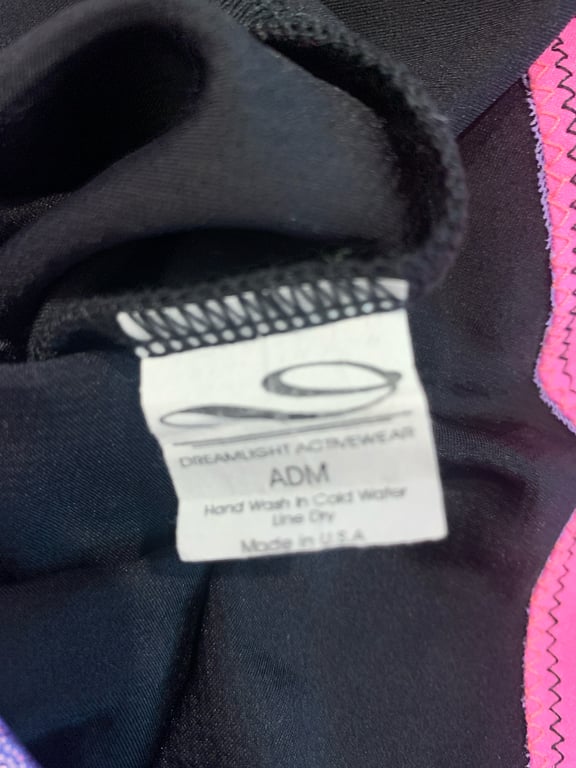 DREAMLIGHT ACTIVEWEAR
ADM
Hand Wash In Cold Water
Line Dry
Made in U.S.A